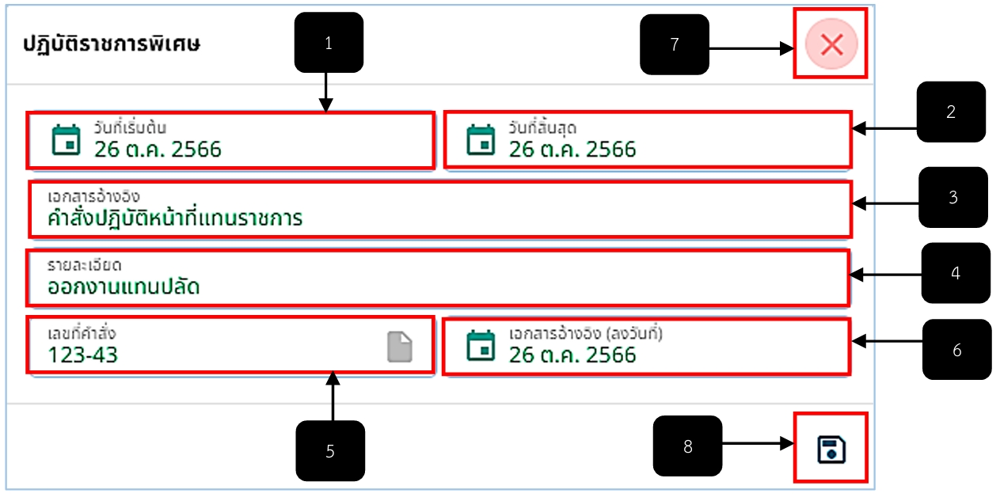 ปฏิบัติราชการพิเศษ
1
7
วันที่เริ่มต้น
26 ต.ค. 2566
วันที่สิ้นสุด
26 ต.ค. 2566
2
เอกสารอ้างอิง
คำสั่งปฏิบัติหน้าที่แทนราชการ
3
รายละเอียด
ออกงานแทนปลัด
4
เลขที่คำสั่ง
123-43
เอกสารอ้างอิง (ลงวันที่)
26 ต.ค. 2566
6
5
8